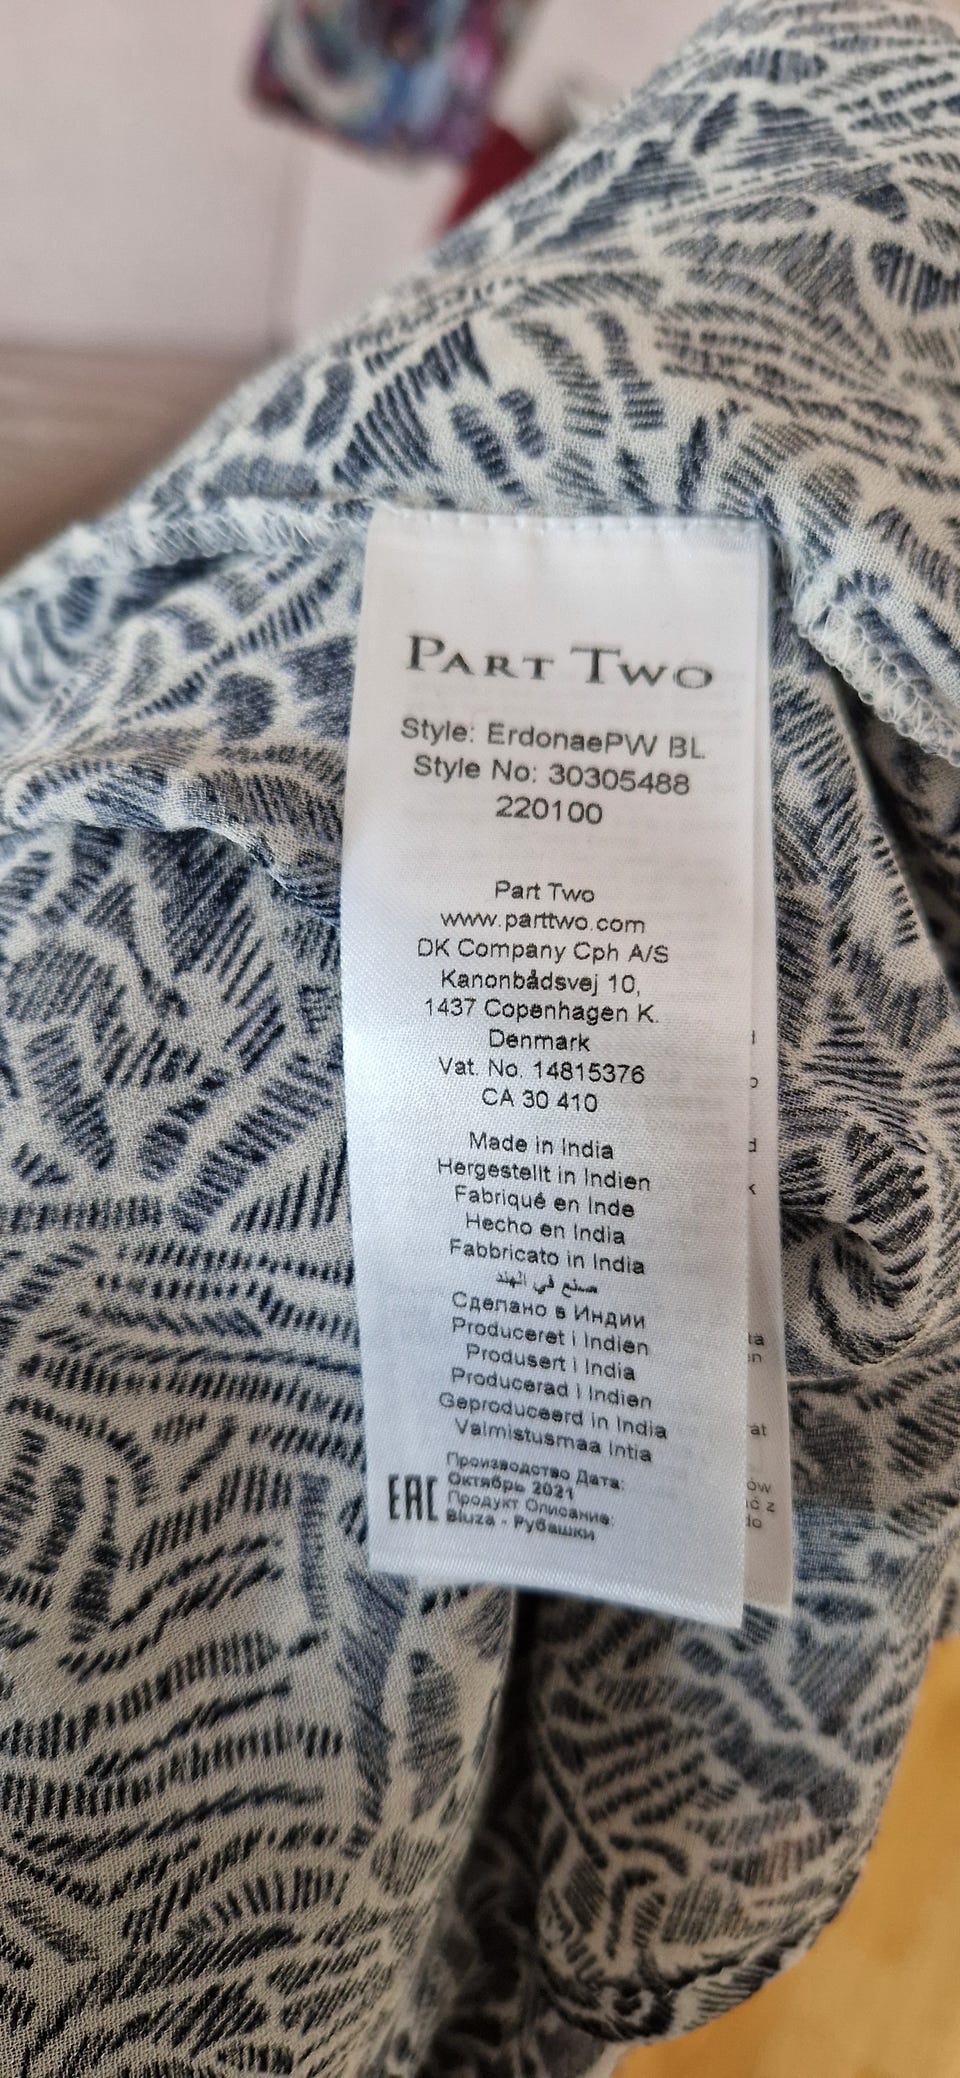 PART TWO
Style: ErdonaePW BL
Style No: 30305488
220100
Part Two
www.parttwo.com
DK Company Cph A/S
Kanonbådsvej 10,
1437 Copenhagen K.
Denmark
Vat. No. 14815376
CA 30 410
Made in India
Hergestellt in Indien
Fabriqué en Inde
Hecho en India
Fabbricato in India
صنع في الهند
Сделано в Индии
Produceret i Indien
Produsert i India
Producerad i Indien
Geproduceerd in India
Valmistusmaa Intia
Производство Дата:
Октябрь 2021
EAC Продукт Описание:
Bluza - Рубашки